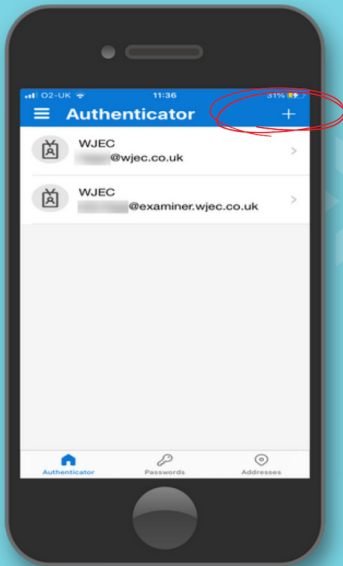 O2-UK 11:36 31%
Authenticator
WJEC
@wjec.co.uk
WJEC
@examiner.wjec.co.uk
Authenticator Passwords Addresses